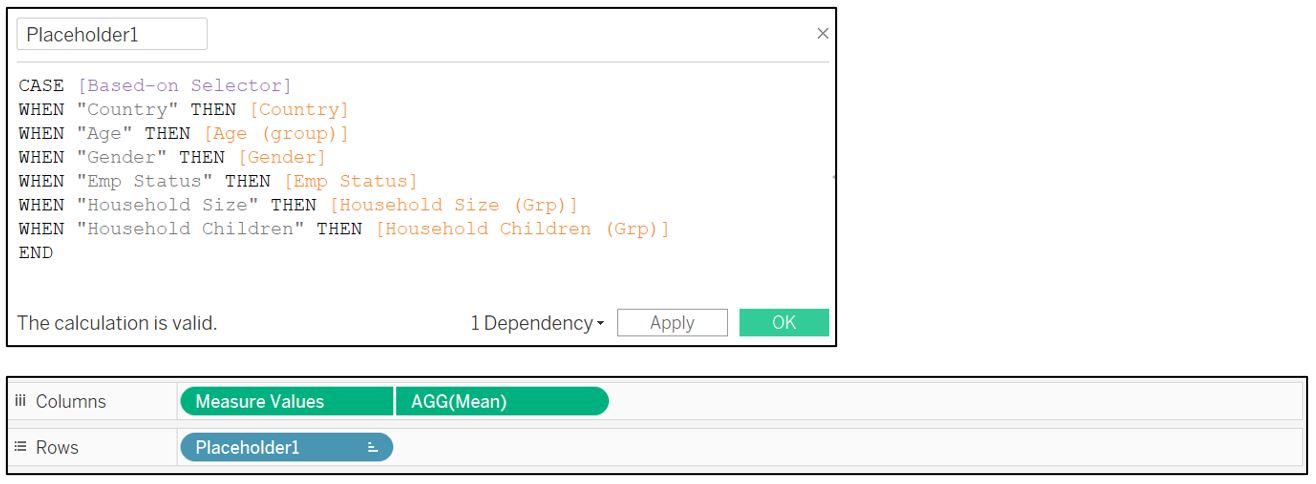 Placeholder1
CASE [Based-on Selector]
WHEN "Country" THEN [Country]
WHEN "Age" THEN [Age (group)]
WHEN "Gender" THEN [Gender]
WHEN "Emp Status" THEN [Emp Status]
WHEN "Household Size" THEN [Household Size (Grp)]
WHEN "Household Children" THEN [Household Children (Grp)]
END
The calculation is valid. 1 Dependency Apply OK
Columns Measure Values AGG(Mean)
Rows Placeholder1